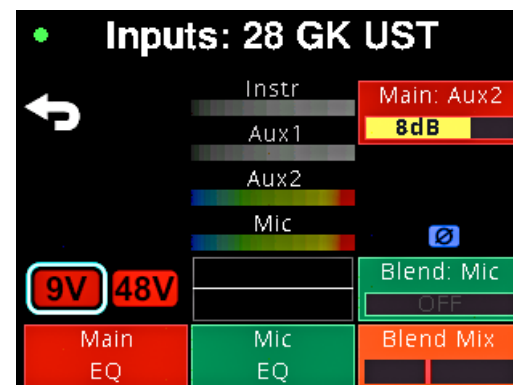 Inputs: 28 GK UST
Instr
Main: Aux2
8dB
Aux1
Aux2
Mic
Ø
9V 48V
Blend: Mic
OFF
Main
EQ
Mic
EQ
Blend Mix